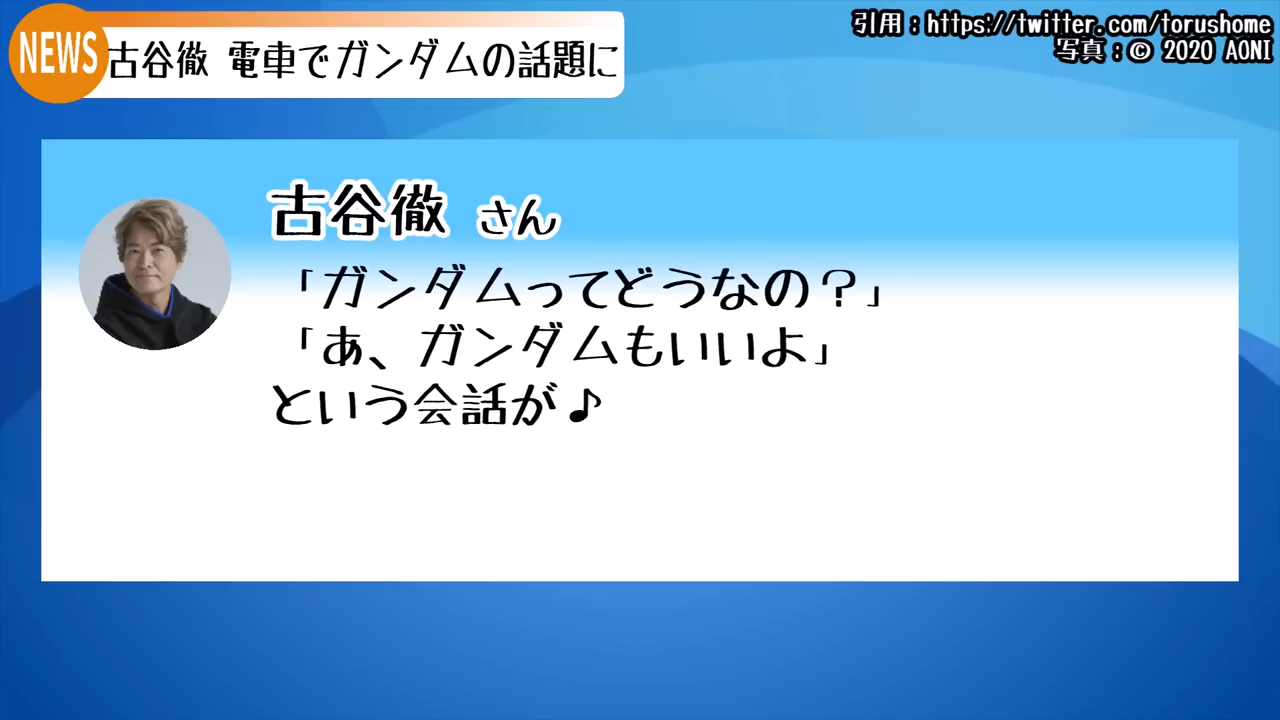 NEWS
古谷徹 電車でガンダムの話題に
引用：https://twitter.com/torushome
写真：© 2020 AONI
古谷徹 さん
「ガンダムってどうなの？」
「あ、ガンダムもいいよ」
という会話が♪